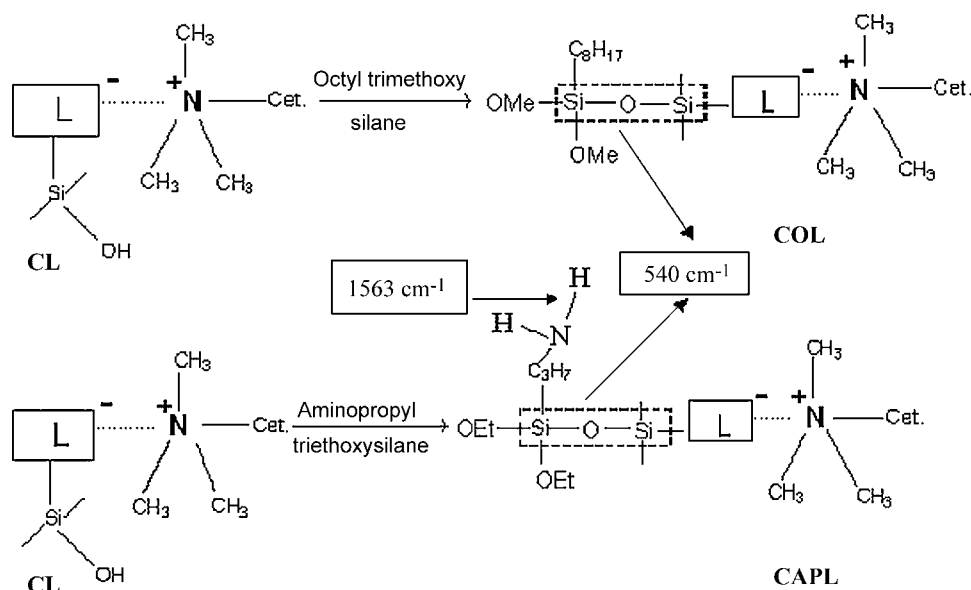 CH₃
C₈H₁₇
CH₃
L - + N Cet. Octyl trimethoxy silane OMe Si O Si L - + N Cet.
OMe
CH₃ CH₃
CH₃ CH₃
Si
OH
CL
COL
1563 cm-1
H
H N
540 cm-1
C₃H₇
CH₃
CH₃
L - + N Cet. Aminopropyl triethoxysilane OEt Si O Si L - + N Cet.
OEt
CH₃ CH₃
CH₃ CH₃
Si
OH
CL
CAPL